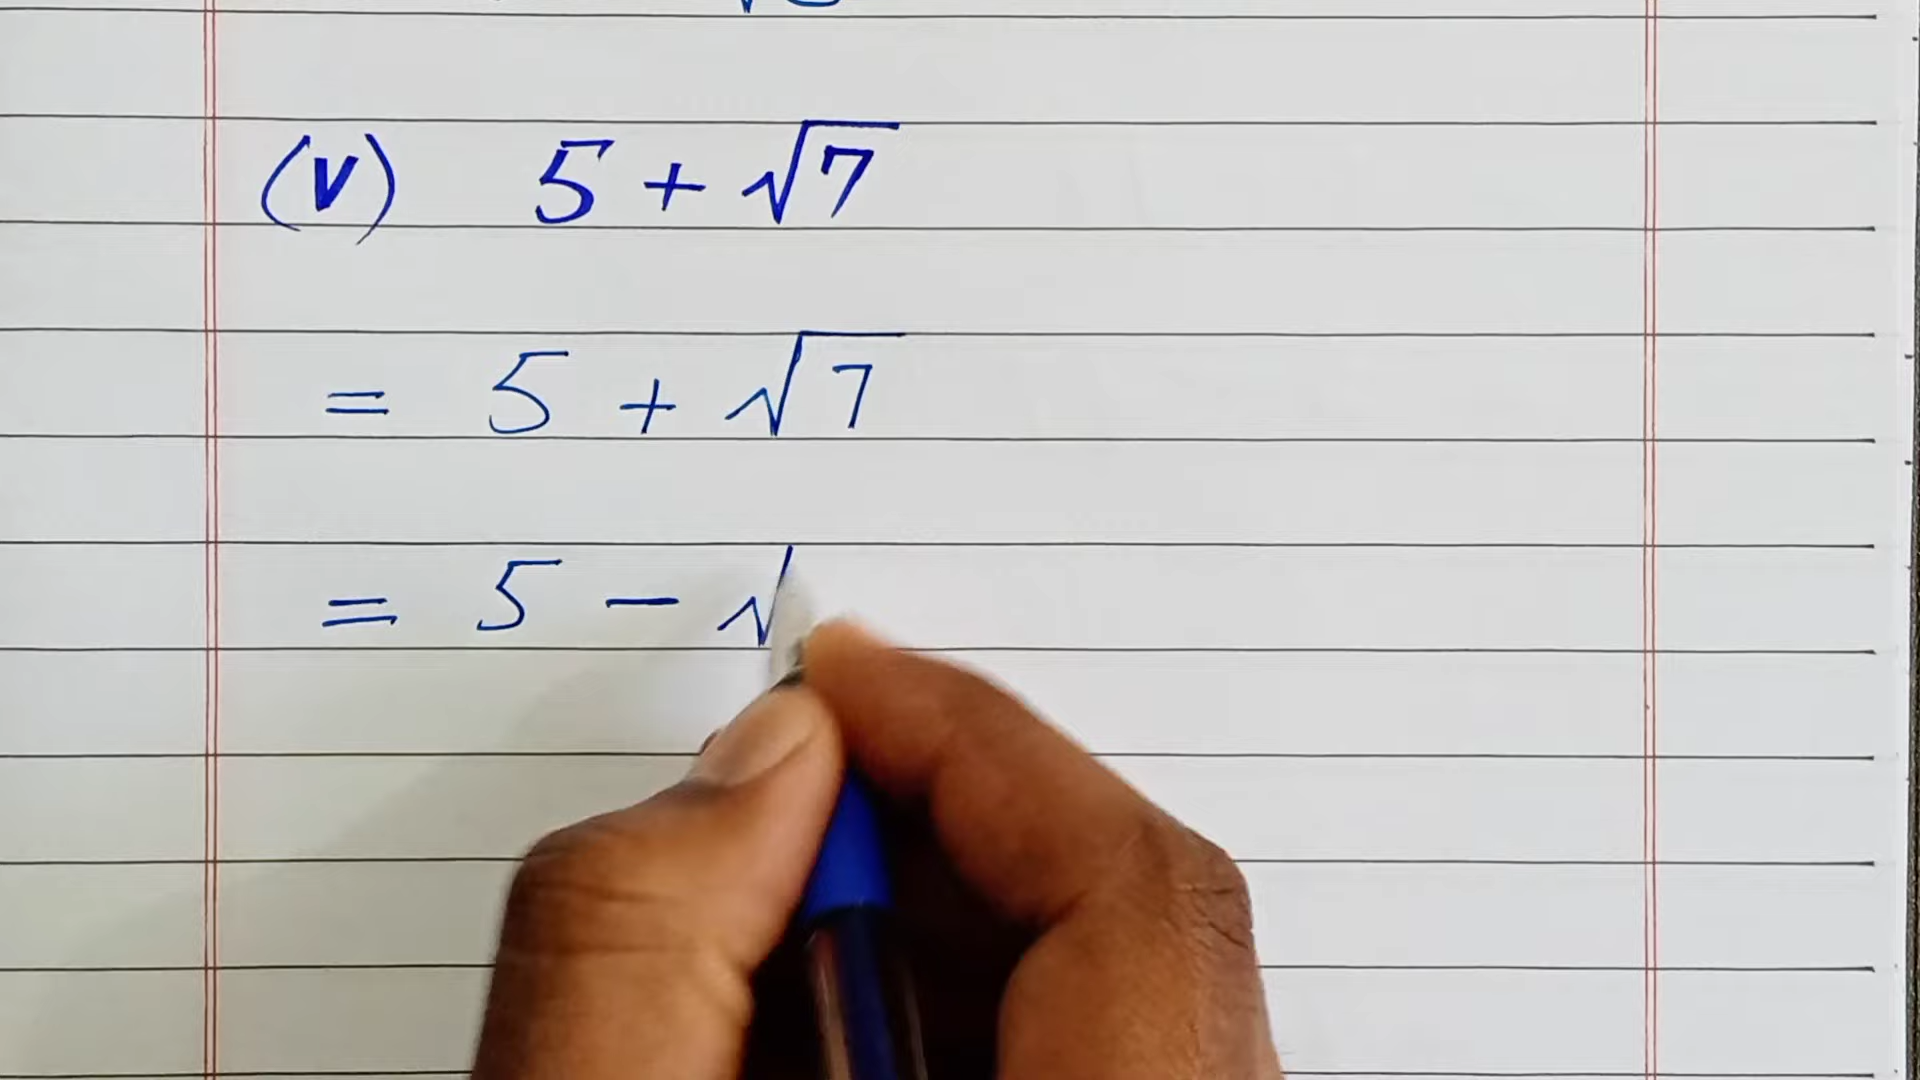 (v) 5 + √7
= 5 + √7
= 5 - √